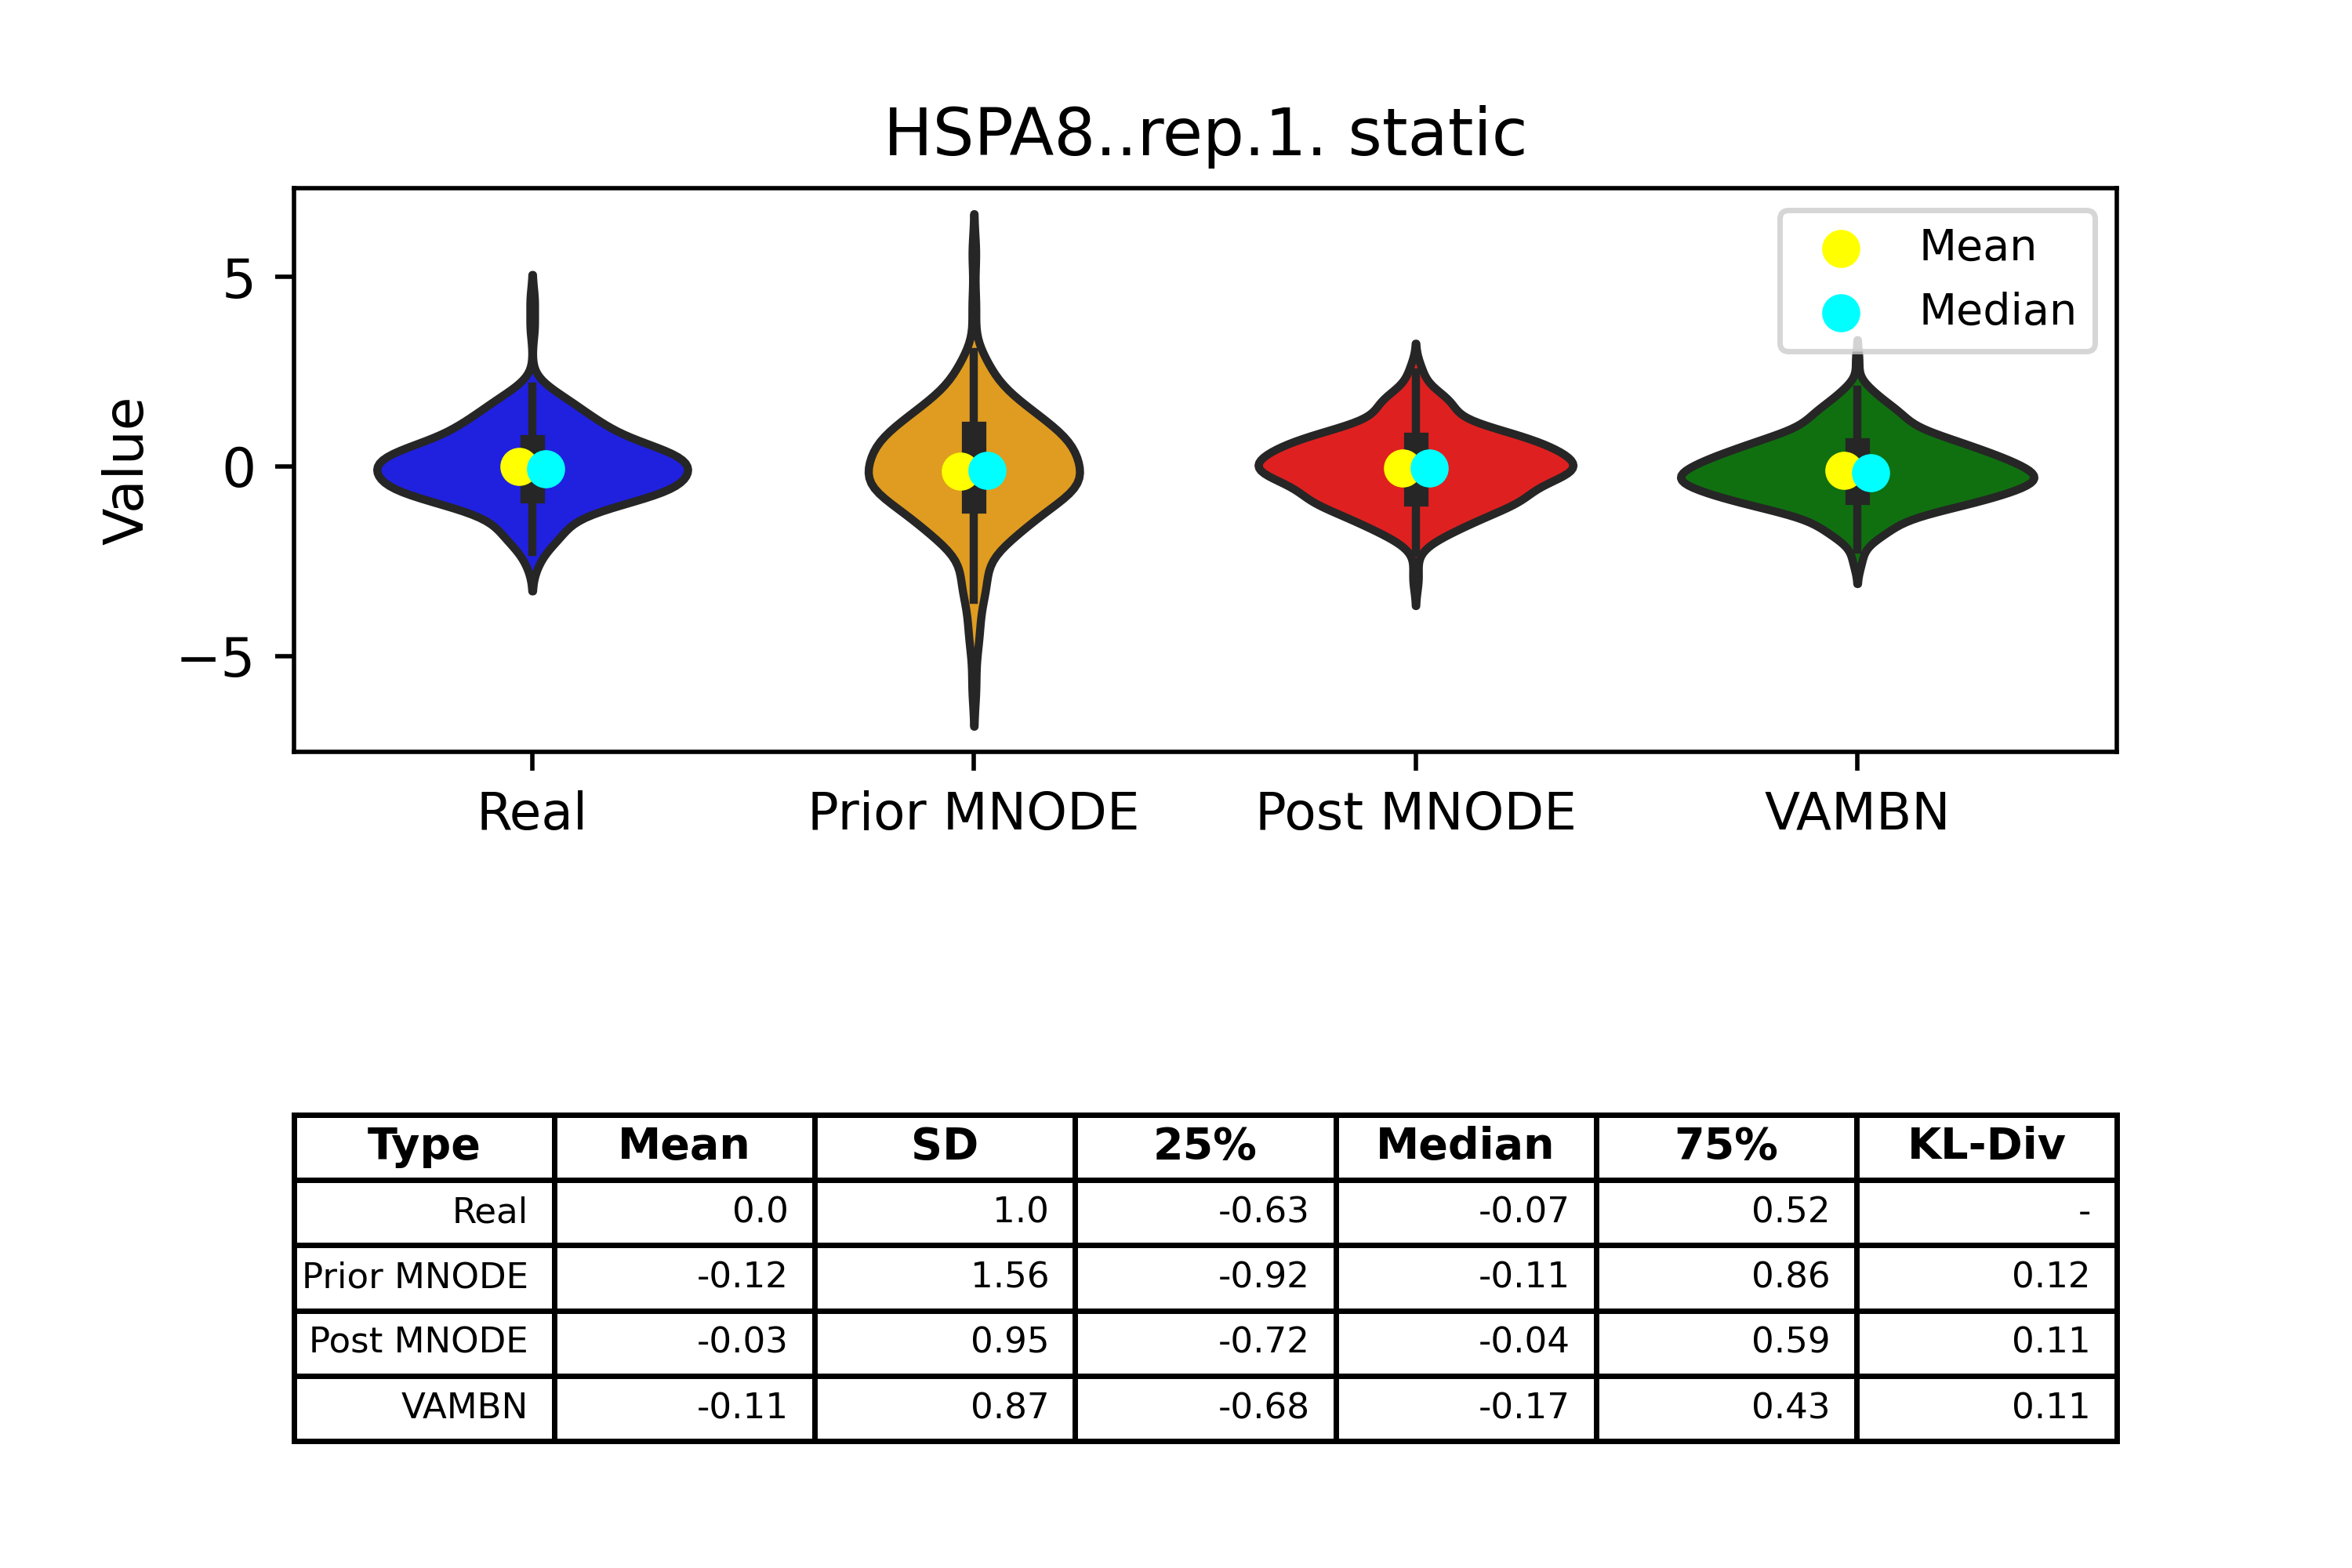 HSPA8..rep.1. static
Mean
Median
Value
5
0
−5
Real Prior MNODE Post MNODE VAMBN
Type Mean SD 25% Median 75% KL-Div
Real 0.0 1.0 -0.63 -0.07 0.52 -
Prior MNODE -0.12 1.56 -0.92 -0.11 0.86 0.12
Post MNODE -0.03 0.95 -0.72 -0.04 0.59 0.11
VAMBN -0.11 0.87 -0.68 -0.17 0.43 0.11